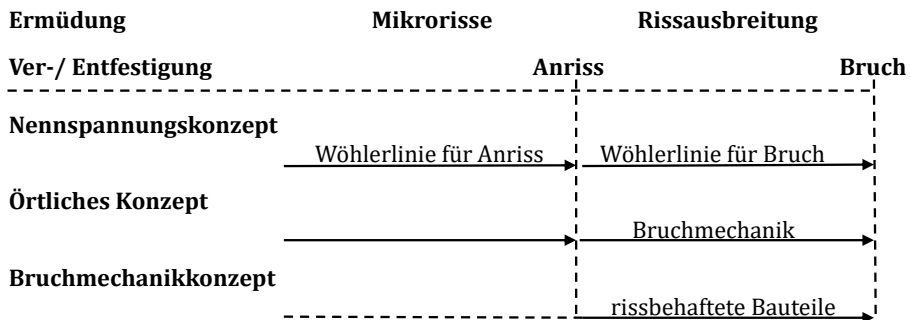 Ermüdung Mikrorisse Rissausbreitung
Ver-/ Entfestigung Anriss Bruch
Nennspannungskonzept
Wöhlerlinie für Anriss Wöhlerlinie für Bruch
Örtliches Konzept
Bruchmechanik
Bruchmechanikkonzept
rissbehaftete Bauteile